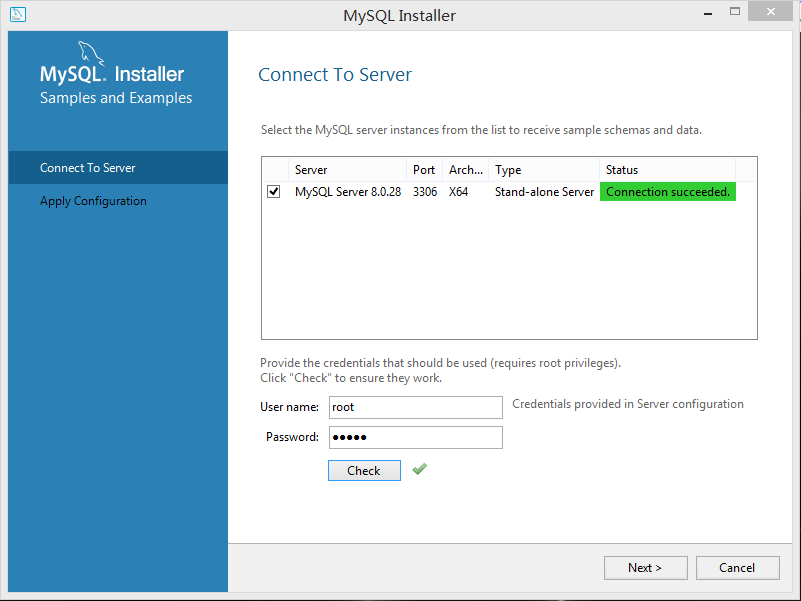 MySQL Installer
MySQL. Installer
Samples and Examples
Connect To Server
Apply Configuration
Connect To Server
Select the MySQL server instances from the list to receive sample schemas and data.
Server Port Arch... Type Status
MySQL Server 8.0.28 3306 X64 Stand-alone Server Connection succeeded.
Provide the credentials that should be used (requires root privileges).
Click "Check" to ensure they work.
User name: root Credentials provided in Server configuration
Password: ●●●●●
Check
Next > Cancel